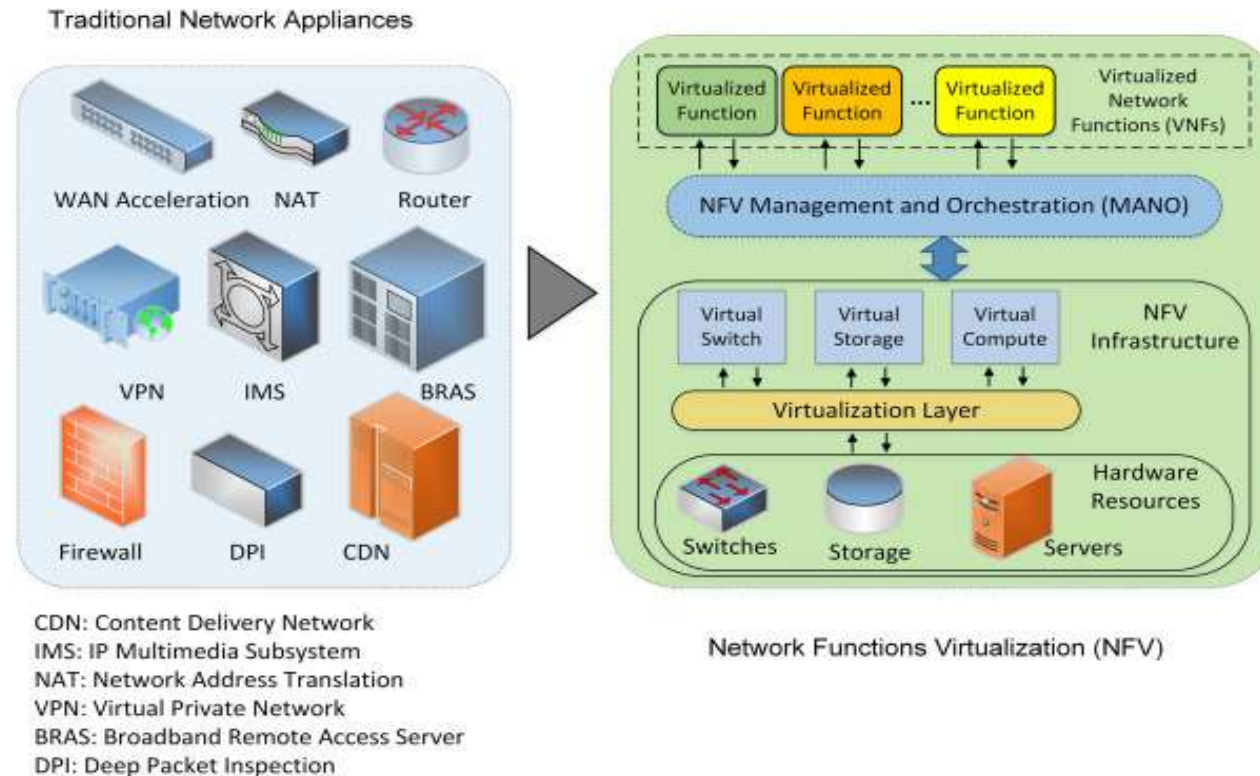 Traditional Network Appliances
WAN Acceleration
NAT
Router
VPN
IMS
BRAS
Firewall
DPI
CDN
CDN: Content Delivery Network
IMS: IP Multimedia Subsystem
NAT: Network Address Translation
VPN: Virtual Private Network
BRAS: Broadband Remote Access Server
DPI: Deep Packet Inspection
Virtualized
Function
Virtualized
Function
...
Virtualized
Function
Virtualized
Network
Functions (VNFs)
NFV Management and Orchestration (MANO)
Virtual
Switch
Virtual
Storage
Virtual
Compute
NFV
Infrastructure
Virtualization Layer
Hardware
Resources
Switches
Storage
Servers
Network Functions Virtualization (NFV)